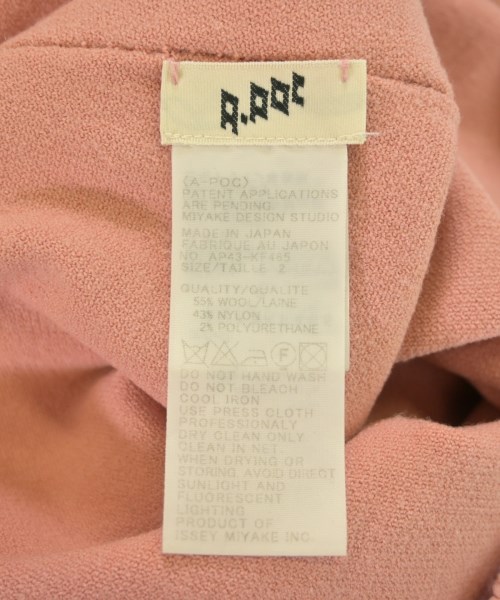 A.POC
(A-POC)
PATENT APPLICATIONS
ARE PENDING
MIYAKE DESIGN STUDIO
MADE IN JAPAN
FABRIQUE AU JAPON
NO. AP43-KF485
SIZE/TAILLE 2
QUALITY/QUALITE
55% WOOL/LAINE
43% NYLON
2% POLYURETHANE
F
DO NOT HAND WASH
DO NOT BLEACH
COOL IRON
USE PRESS CLOTH
PROFESSIONALY
DRY CLEAN ONLY.
CLEAN IN NET.
WHEN DRYING OR
STORING, AVOID DIRECT
SUNLIGHT AND
FLUORESCENT
LIGHTING
PRODUCT OF
ISSEY MIYAKE INC.